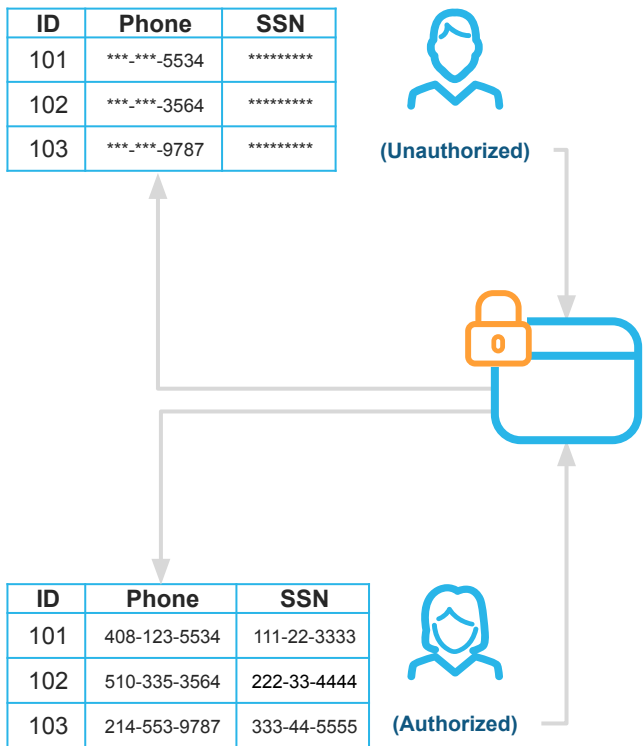 ID Phone SSN
101 ***-***-5534 *********
102 ***-***-3564 *********
103 ***-***-9787 *********
(Unauthorized)
ID Phone SSN
101 408-123-5534 111-22-3333
102 510-335-3564 222-33-4444
103 214-553-9787 333-44-5555
(Authorized)